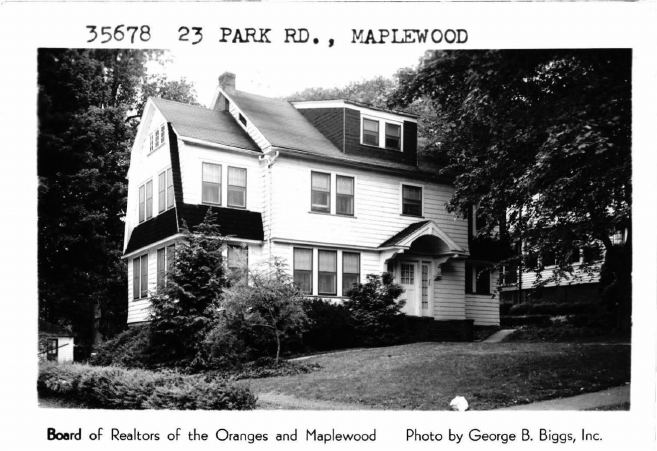 35678 23 PARK RD., MAPLEWOOD
Board of Realtors of the Oranges and Maplewood Photo by George B. Biggs, Inc.